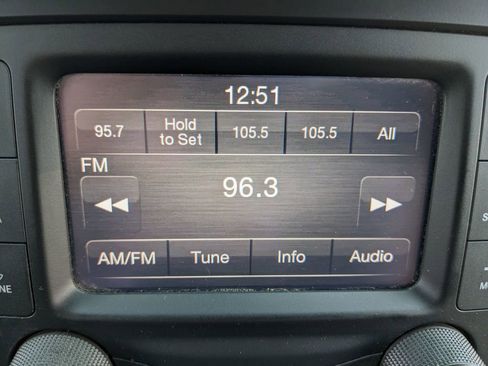 12:51
95.7 Hold to Set 105.5 105.5 All
FM
96.3
AM/FM Tune Info Audio